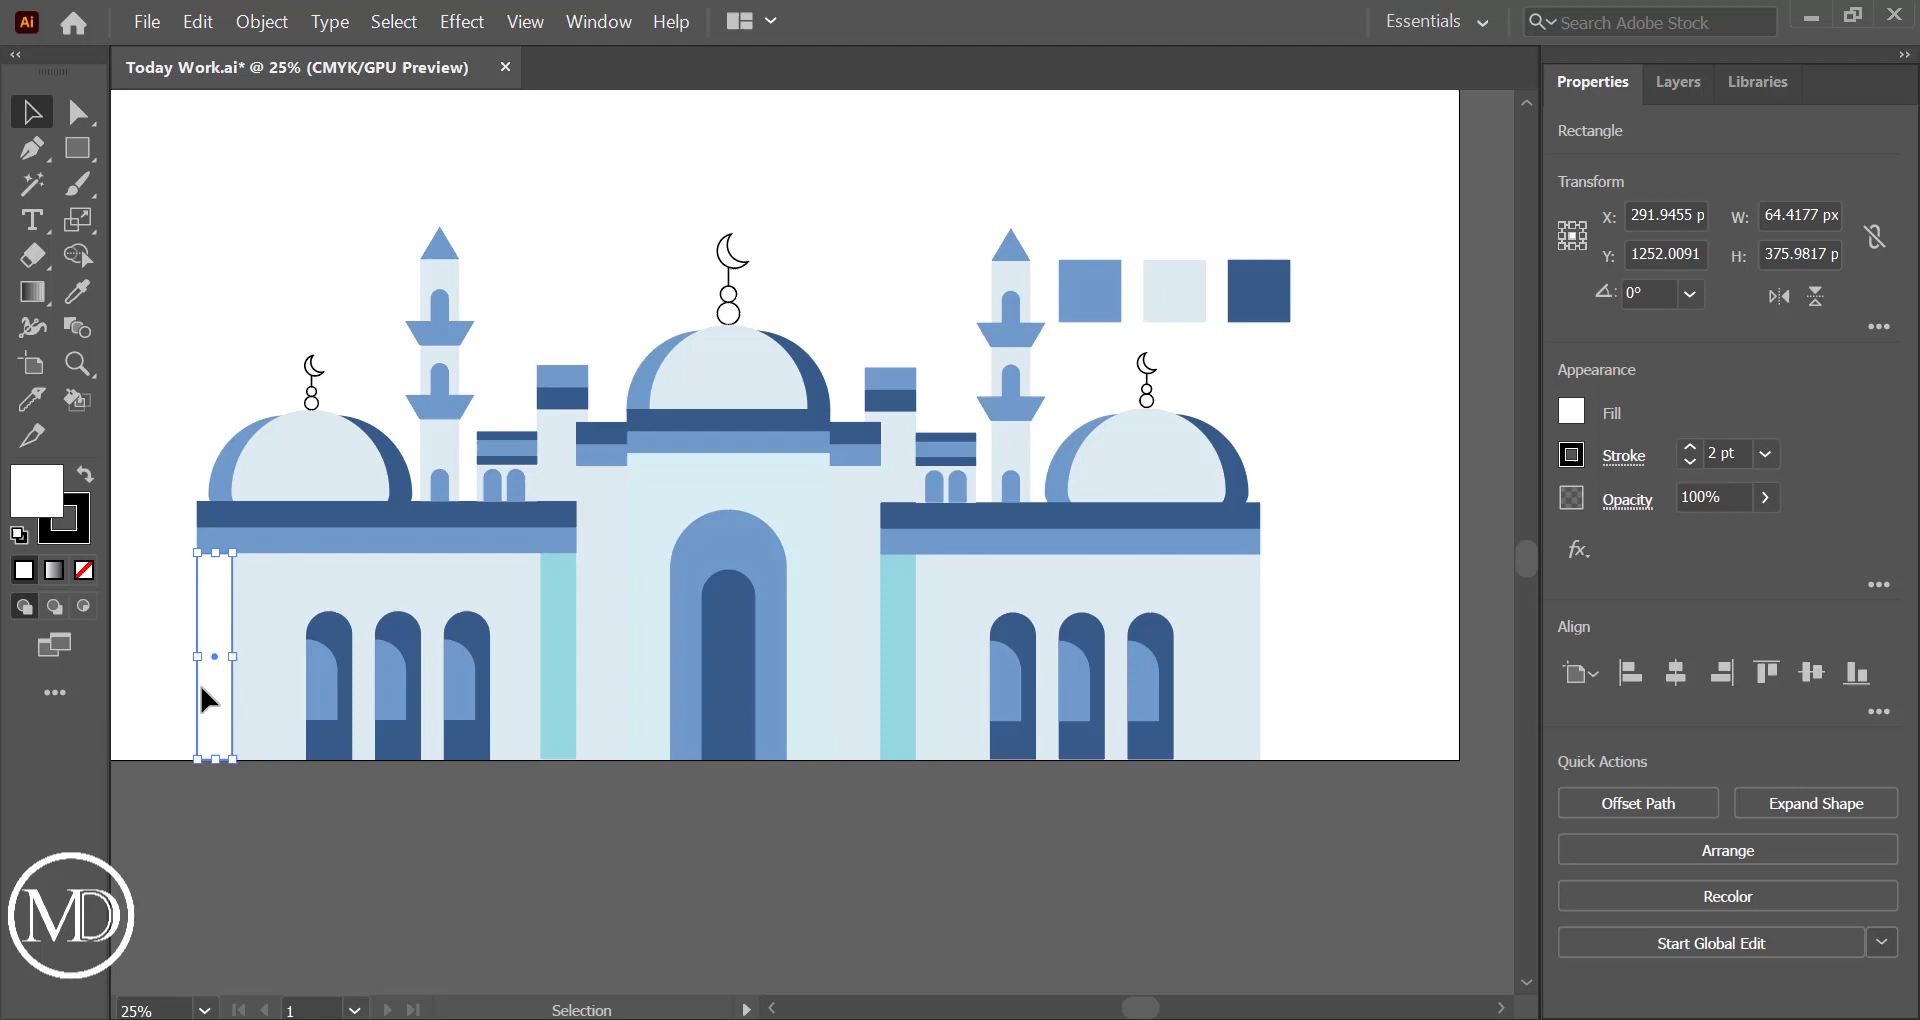 Ai File Edit Object Type Select Effect View Window Help Essentials Search Adobe Stock
Today Work.ai* @ 25% (CMYK/GPU Preview)
Properties Layers Libraries
Rectangle
Transform
X: 291.9455 p W: 64.4177 px
Y: 1252.0091 H: 375.9817 p
0°
Appearance
Fill
Stroke 2 pt
Opacity 100%
fx.
Align
Quick Actions
Offset Path Expand Shape
Arrange
Recolor
Start Global Edit
MD
25% 1 Selection